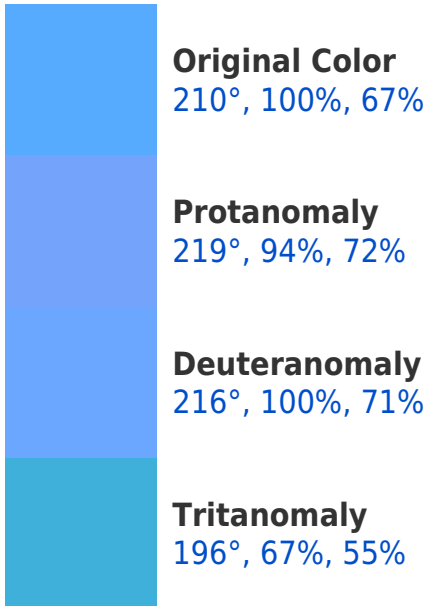 Original Color
210°, 100%, 67%
Protanomaly
219°, 94%, 72%
Deuteranomaly
216°, 100%, 71%
Tritanomaly
196°, 67%, 55%